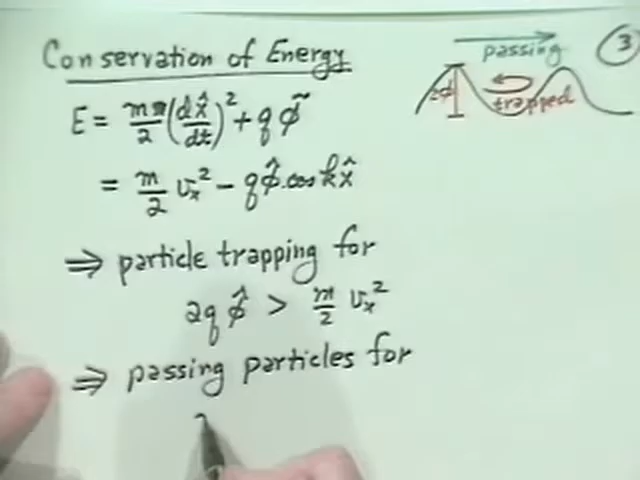 Conservation of Energy
passing
3
2φ
trapped
E = m/2 (dx̂/dt)² + qφ̃
= m/2 vₓ² - qφ̂ cos kx̂
⇒ particle trapping for
2qφ̂ > m/2 vₓ²
⇒ passing particles for